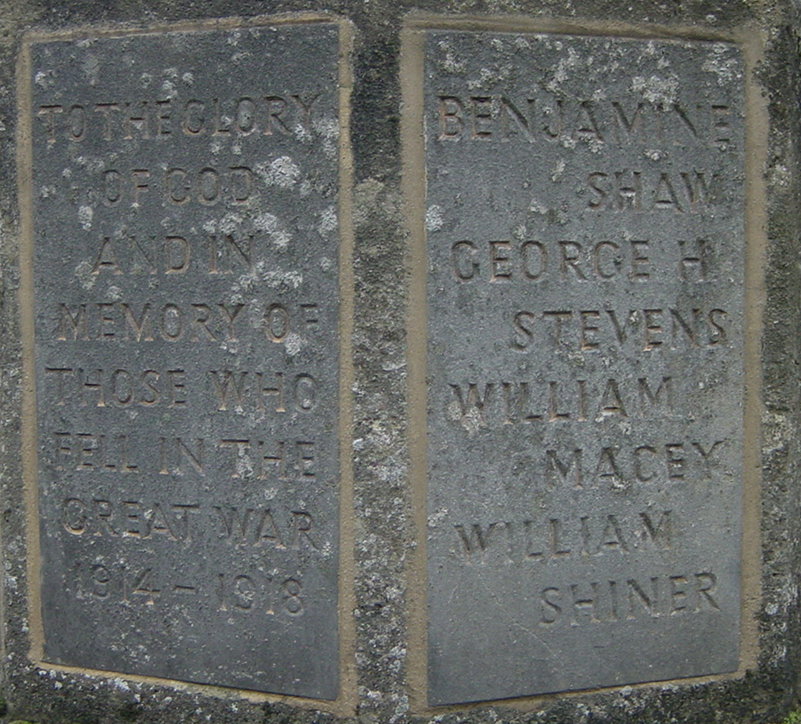 TO THE GLORY
OF GOD
AND IN
MEMORY OF
THOSE WHO
FELL IN THE
GREAT WAR
1914 - 1918
BENJAMIN E
SHAW
GEORGE H
STEVENS
WILLIAM
MACEY
WILLIAM
SHINER